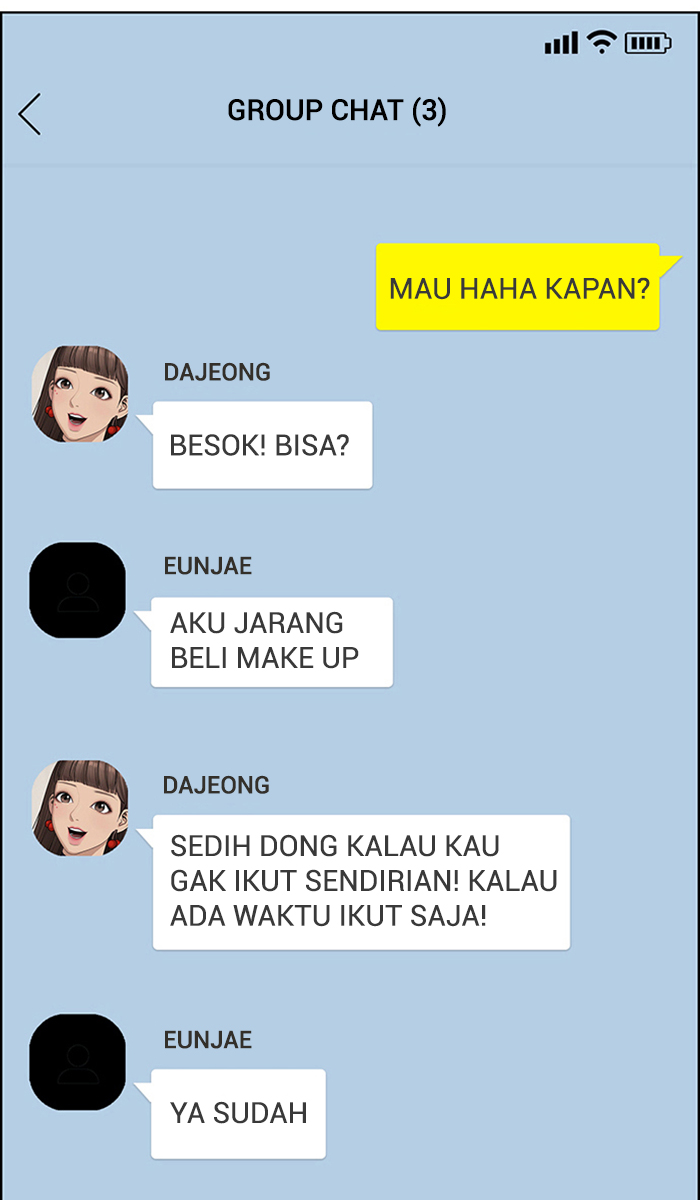 GROUP CHAT (3)
MAU HAHA KAPAN?
DAJEONG
BESOK! BISA?
EUNJAE
AKU JARANG
BELI MAKE UP
DAJEONG
SEDIH DONG KALAU KAU
GAK IKUT SENDIRIAN! KALAU
ADA WAKTU IKUT SAJA!
EUNJAE
YA SUDAH